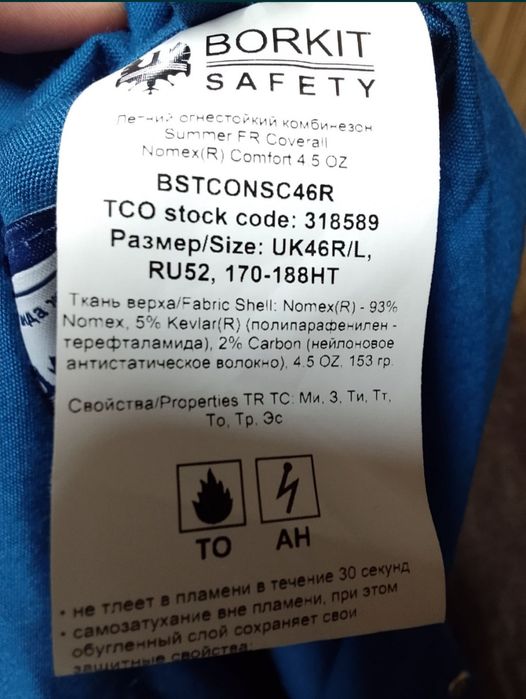 BORKIT
SAFETY
Летний огнестойкий комбинезон
Summer FR Coverall
Nomex(R) Comfort 4.5 OZ
BSTCONSC46R
TCO stock code: 318589
Размер/Size: UK46R/L,
RU52, 170-188HT
Ткань верха/Fabric Shell: Nomex(R) - 93%
Nomex, 5% Kevlar(R) (полипарафенилен -
терефталамида), 2% Carbon (нейлоновое
антистатическое волокно), 4.5 OZ, 153 гр.
Свойства/Properties TR TC: Ми, З, Ти, Тт,
То, Тр, Эс
ТО АН
• не тлеет в пламени в течение 30 секунд
• самозатухание вне пламени, при этом
обугленный слой сохраняет свои
защитные свойства: